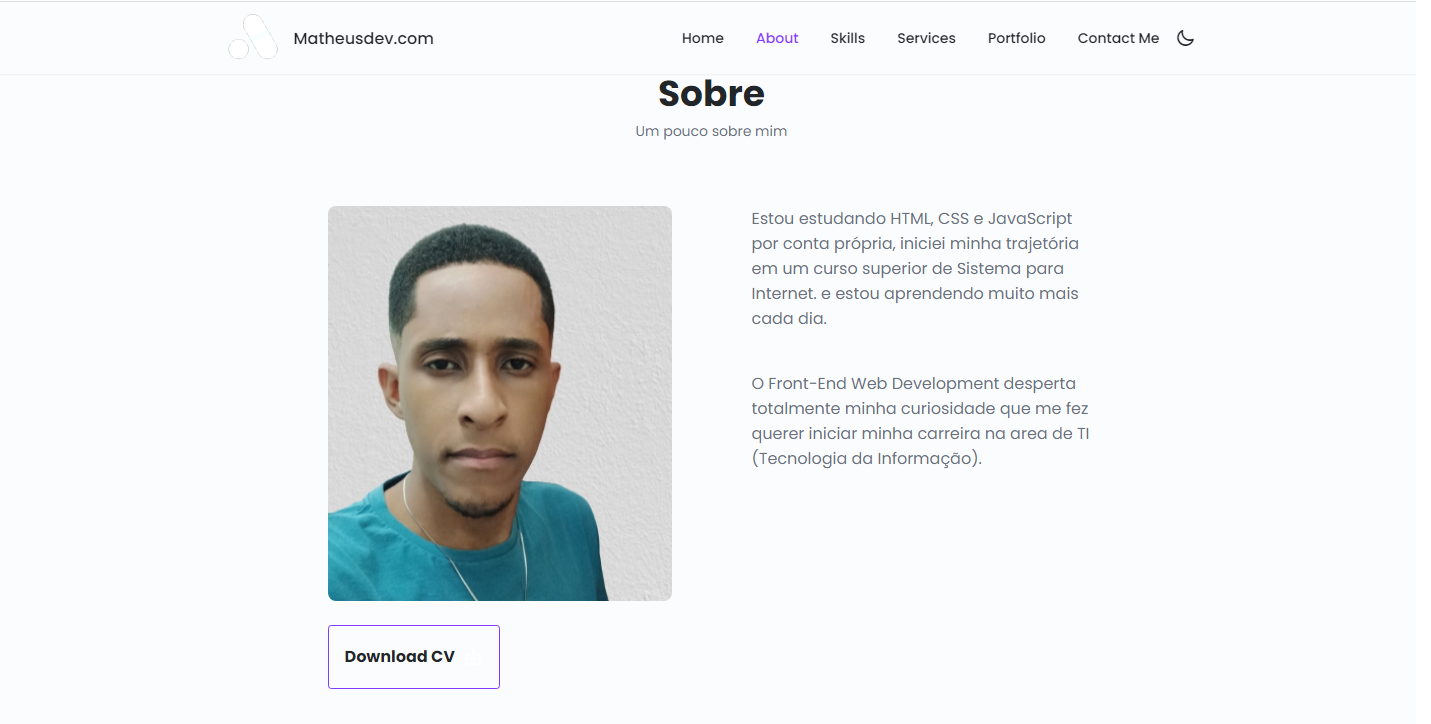 Matheusdev.com
Home About Skills Services Portfolio Contact Me
Sobre
Um pouco sobre mim
Estou estudando HTML, CSS e JavaScript
por conta própria, iniciei minha trajetória
em um curso superior de Sistema para
Internet. e estou aprendendo muito mais
cada dia.
O Front-End Web Development desperta
totalmente minha curiosidade que me fez
querer iniciar minha carreira na area de TI
(Tecnologia da Informação).
Download CV